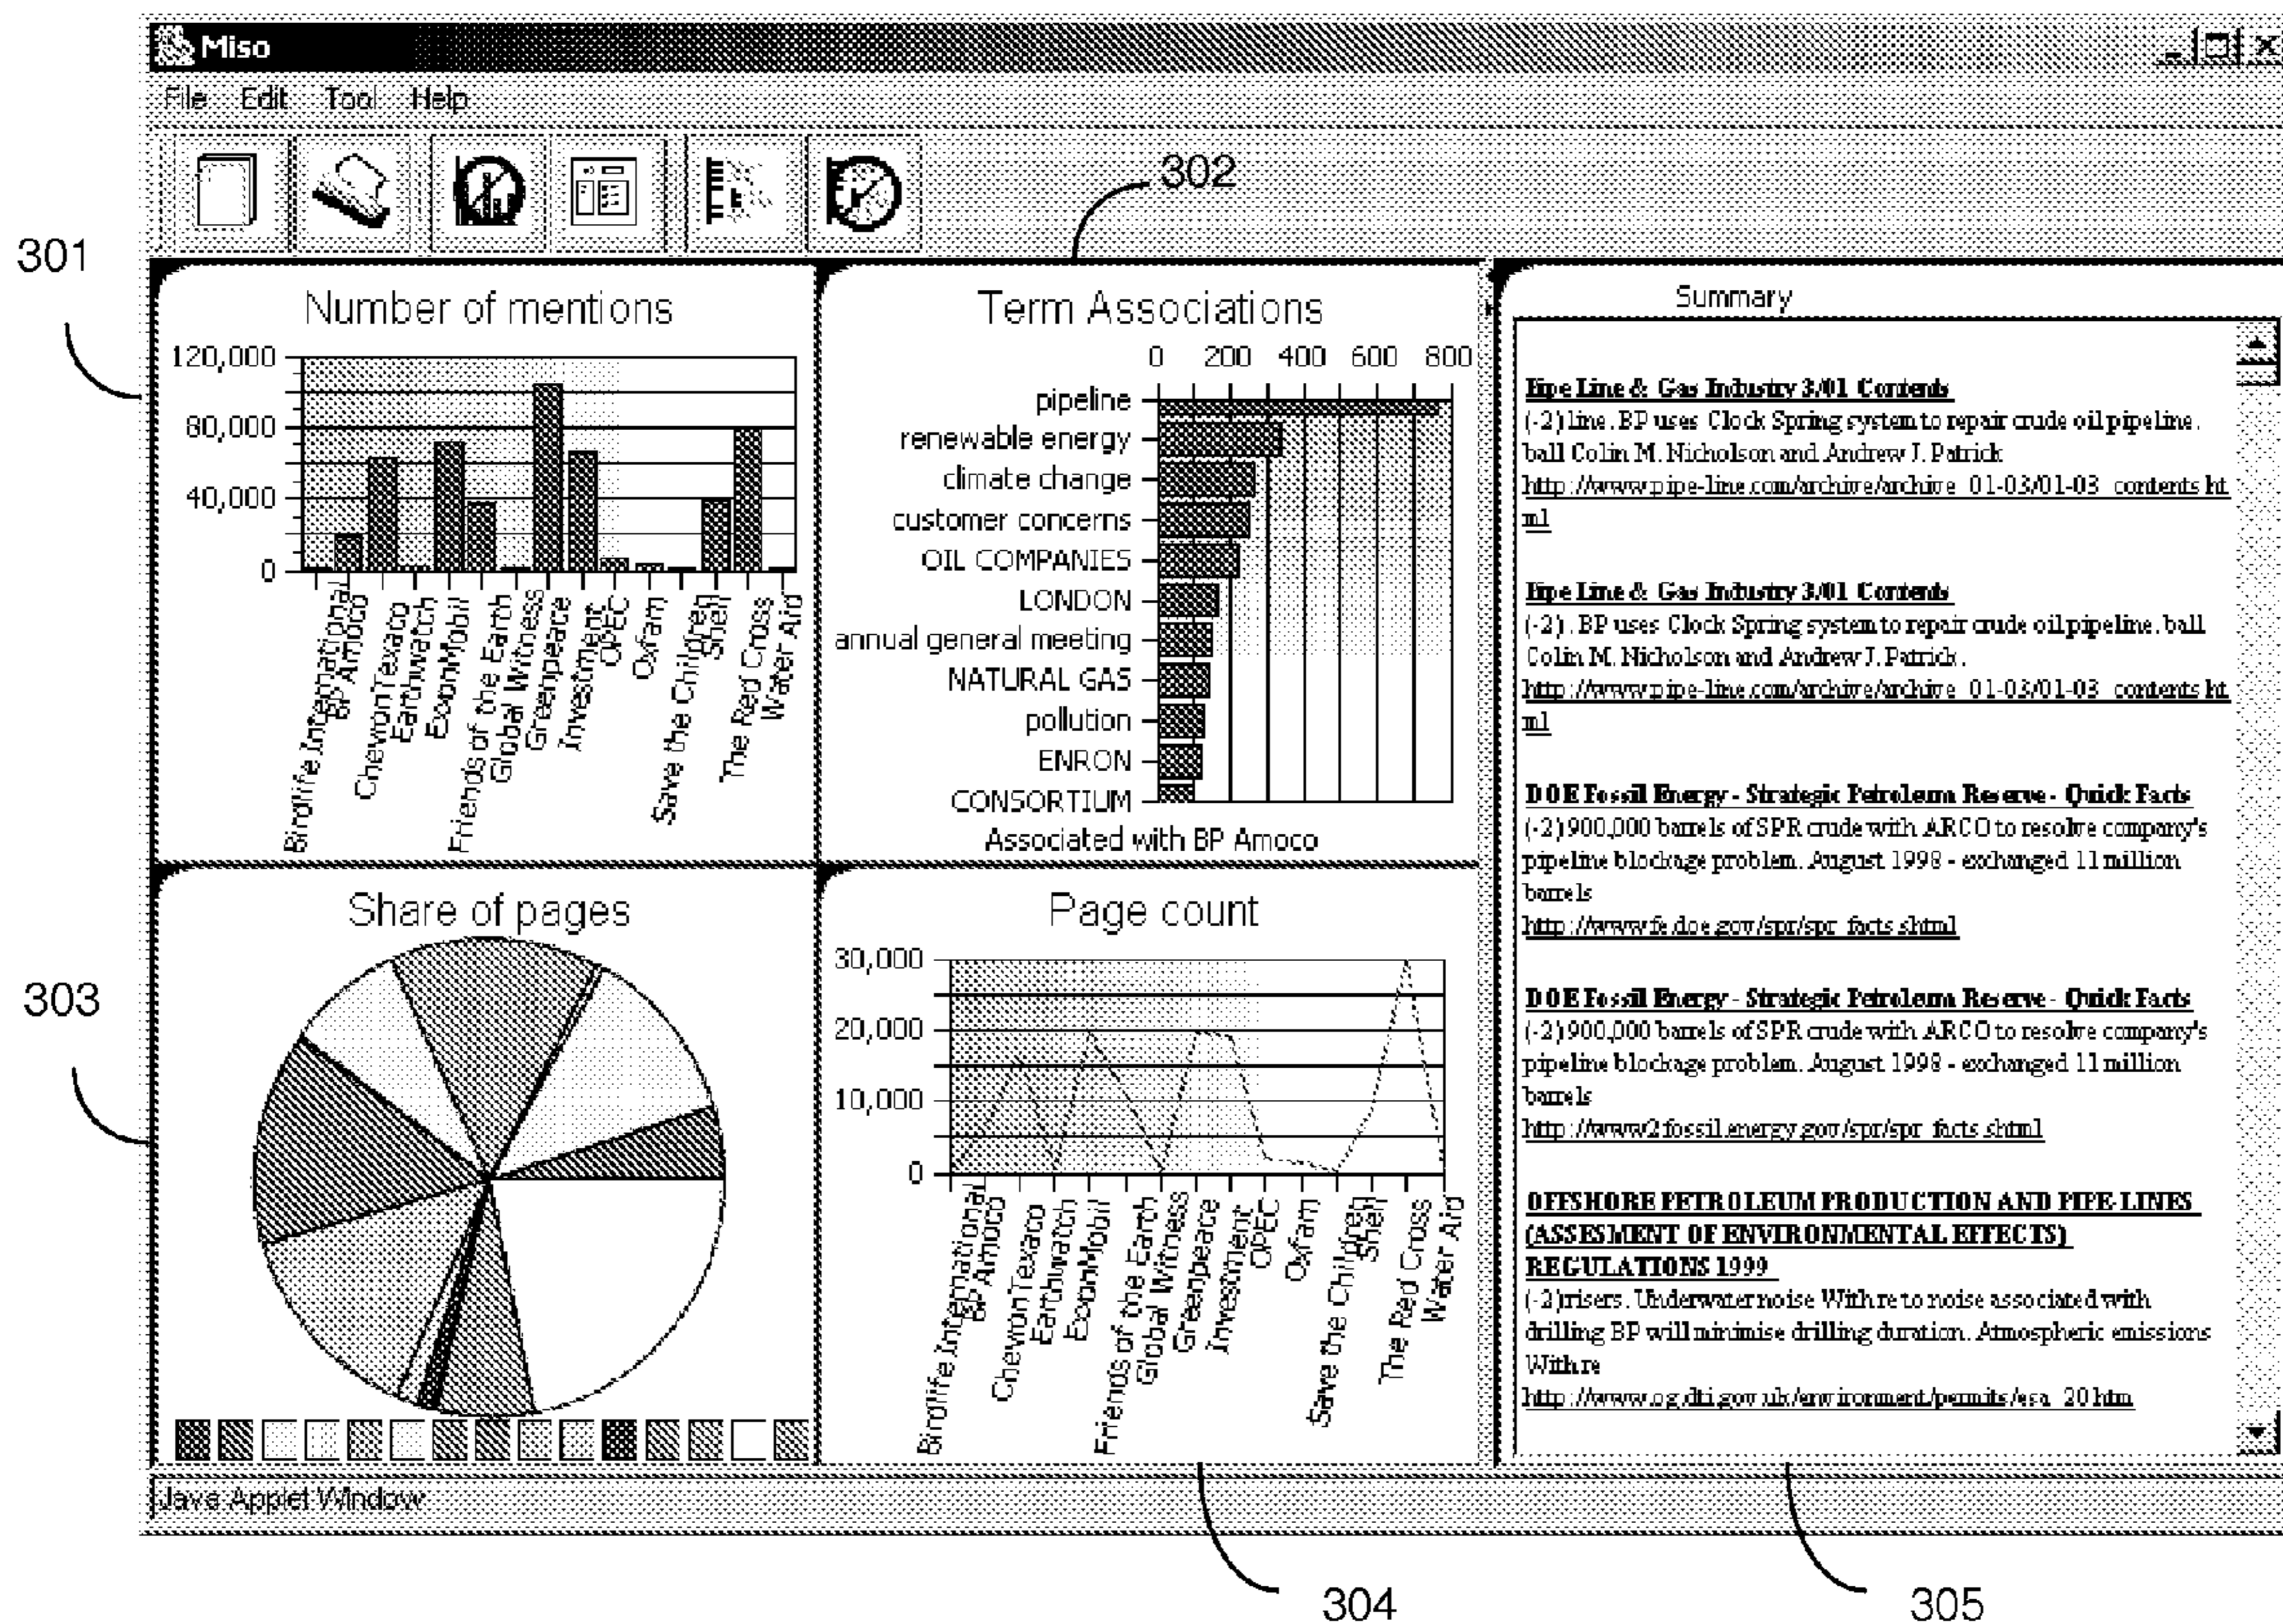 Miso
File Edit Tool Help
302
301
Number of mentions
120,000
80,000
40,000
0
Birdlife International
BP Amoco
ChevronTexaco
Earthwatch
ExxonMobil
Friends of the Earth
Global Witness
Greenpeace
Investment
OPEC
Oxfam
Save the Children
Shell
The Red Cross
Water Aid
Term Associations
0 200 400 600 800
pipeline
renewable energy
climate change
customer concerns
OIL COMPANIES
LONDON
annual general meeting
NATURAL GAS
pollution
ENRON
CONSORTIUM
Associated with BP Amoco
303
Share of pages
Page count
30,000
20,000
10,000
0
Birdlife International
BP Amoco
ChevronTexaco
Earthwatch
ExxonMobil
Friends of the Earth
Global Witness
Greenpeace
Investment
OPEC
Oxfam
Save the Children
Shell
The Red Cross
Water Aid
Summary
Pipe Line & Gas Industry 3/01 Contents
(-2)line. BP uses Clock Spring system to repair crude oil pipeline.
ball Colin M. Nicholson and Andrew J. Patrick
http://www.pipe-line.com/archive/archive_01-03/01-03_contents.ht
ml
Pipe Line & Gas Industry 3/01 Contents
(-2). BP uses Clock Spring system to repair crude oil pipeline. ball
Colin M. Nicholson and Andrew J. Patrick.
http://www.pipe-line.com/archive/archive_01-03/01-03_contents.ht
ml
DOE Fossil Energy - Strategic Petroleum Reserve - Quick Facts
(-2)900,000 barrels of SPR crude with ARCO to resolve company's
pipeline blockage problem. August 1998 - exchanged 11 million
barrels
http://www.fe.doe.gov/spr/spr_facts.shtml
DOE Fossil Energy - Strategic Petroleum Reserve - Quick Facts
(-2)900,000 barrels of SPR crude with ARCO to resolve company's
pipeline blockage problem. August 1998 - exchanged 11 million
barrels
http://www2.fossil.energy.gov/spr/spr_facts.shtml
OFFSHORE PETROLEUM PRODUCTION AND PIPE-LINES
(ASSESMENT OF ENVIRONMENTAL EFFECTS)
REGULATIONS 1999
(-2)risers. Underwater noise With re to noise associated with
drilling BP will minimise drilling duration. Atmospheric emissions
With re
http://www.og.dti.gov.uk/environment/permits/esa_20.htm
Java Applet Window
304
305